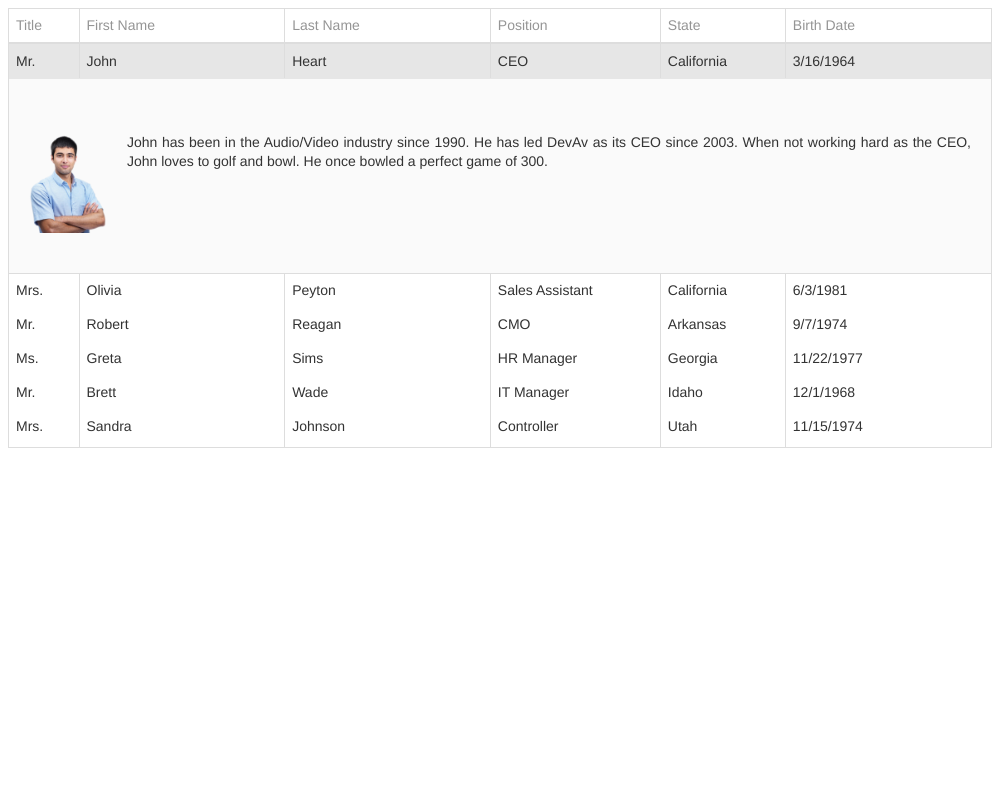 Title First Name Last Name Position State Birth Date
Mr. John Heart CEO California 3/16/1964
John has been in the Audio/Video industry since 1990. He has led DevAv as its CEO since 2003. When not working hard as the CEO,
John loves to golf and bowl. He once bowled a perfect game of 300.
Mrs. Olivia Peyton Sales Assistant California 6/3/1981
Mr. Robert Reagan CMO Arkansas 9/7/1974
Ms. Greta Sims HR Manager Georgia 11/22/1977
Mr. Brett Wade IT Manager Idaho 12/1/1968
Mrs. Sandra Johnson Controller Utah 11/15/1974